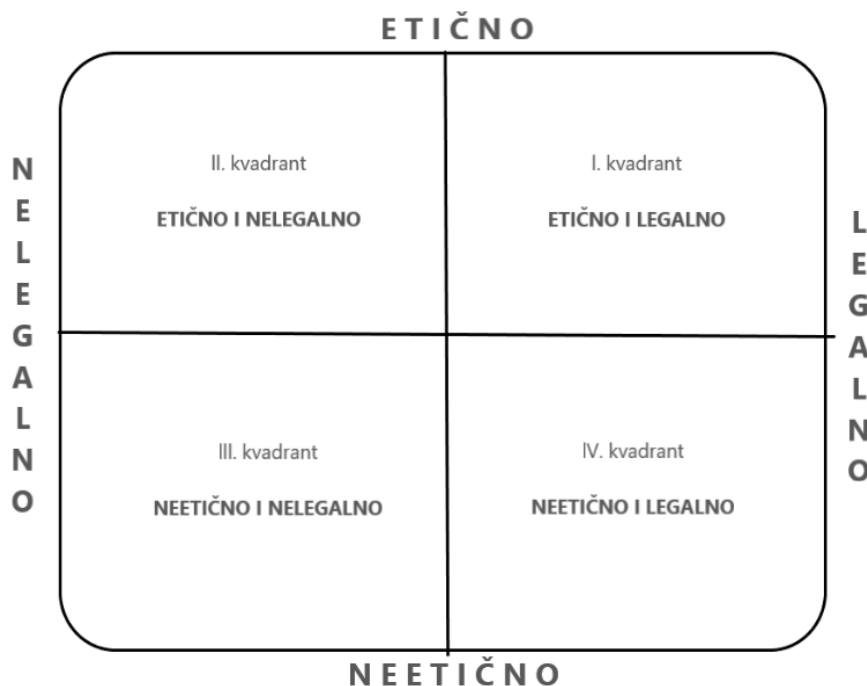 ETIČNO
NELEGALNO
II. kvadrant
ETIČNO I NELEGALNO
I. kvadrant
ETIČNO I LEGALNO
LEGALNO
III. kvadrant
NEETIČNO I NELEGALNO
IV. kvadrant
NEETIČNO I LEGALNO
NEETIČNO